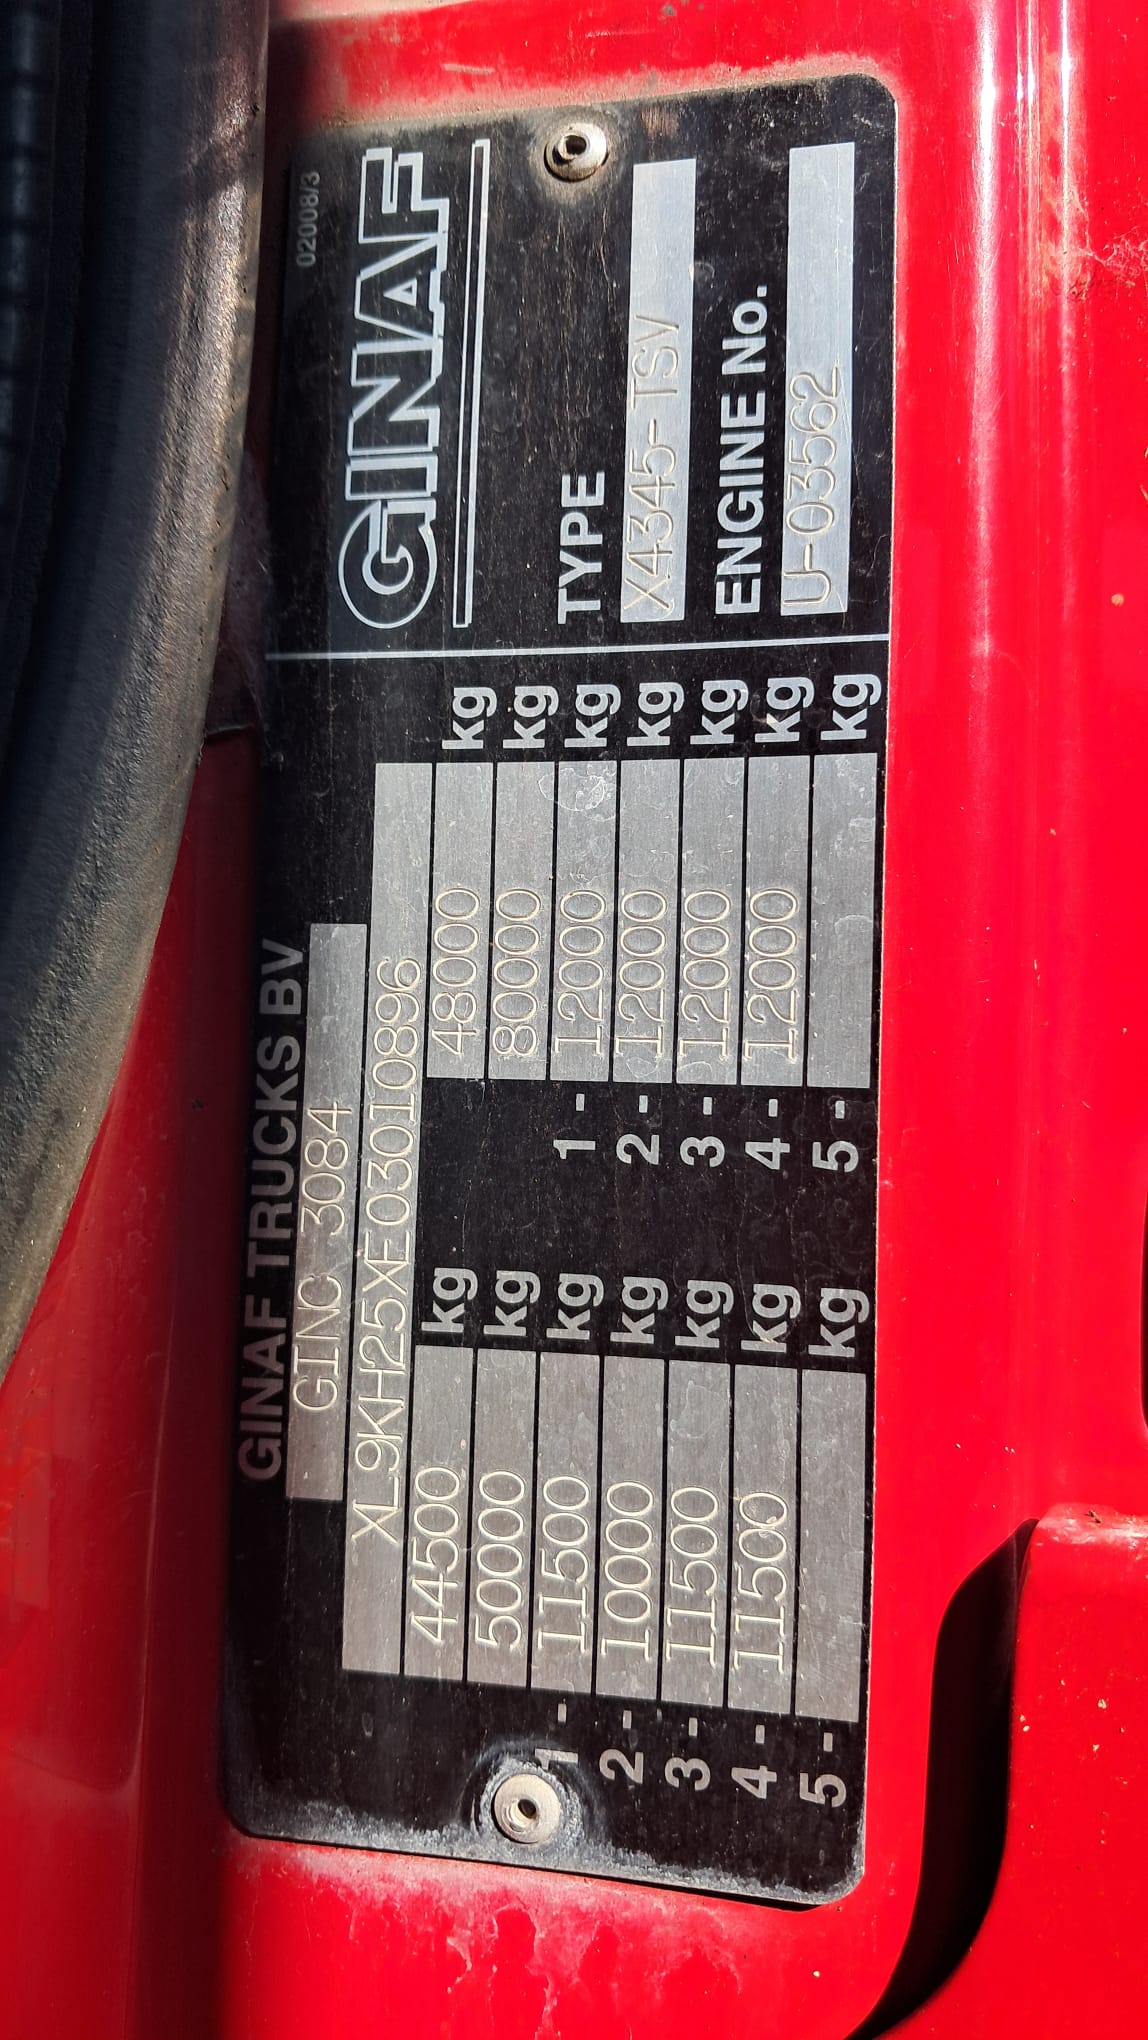 02008/3
GINAF TRUCKS BV
GINC 3084
XL9KH25XE03010896
44500 kg 48000 kg
50000 kg 80000 kg
1 - 11500 kg 1 - 12000 kg
2 - 10000 kg 2 - 12000 kg
3 - 11500 kg 3 - 12000 kg
4 - 11500 kg 4 - 12000 kg
5 - kg 5 - kg
GINAF
TYPE
X4345-TSV
ENGINE No.
U-03562